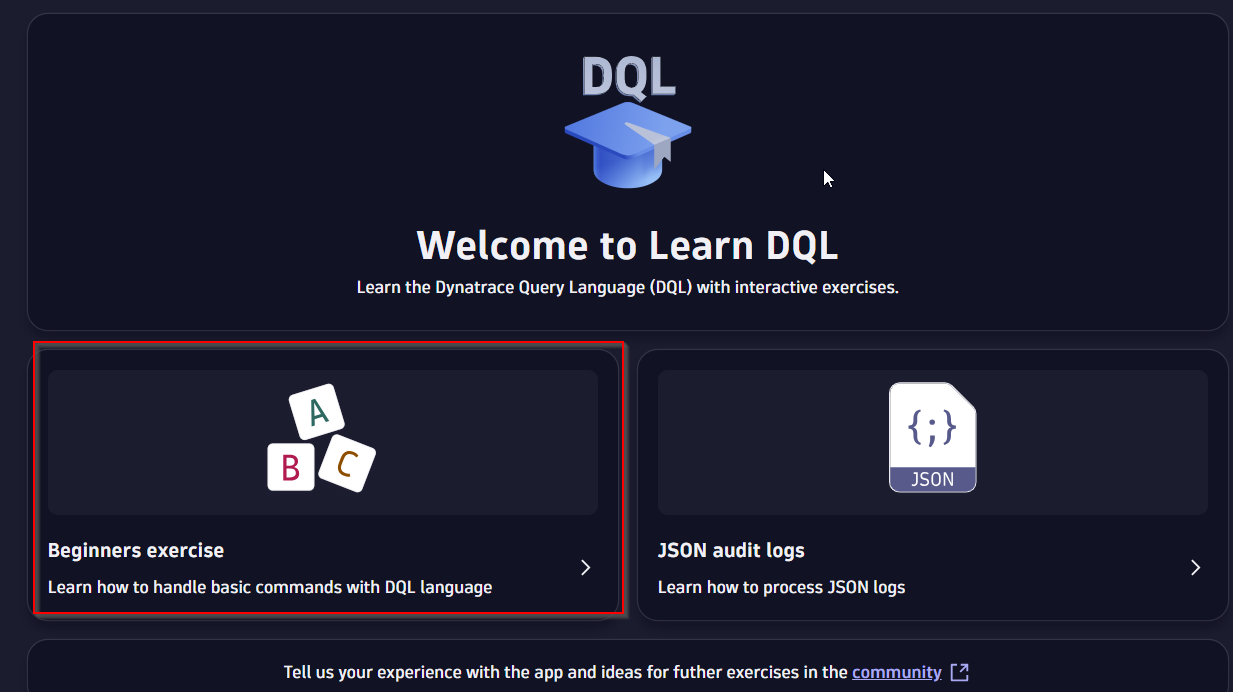 DQL
Welcome to Learn DQL
Learn the Dynatrace Query Language (DQL) with interactive exercises.
A
B C
Beginners exercise
Learn how to handle basic commands with DQL language
{;}
JSON
JSON audit logs
Learn how to process JSON logs
Tell us your experience with the app and ideas for futher exercises in the community